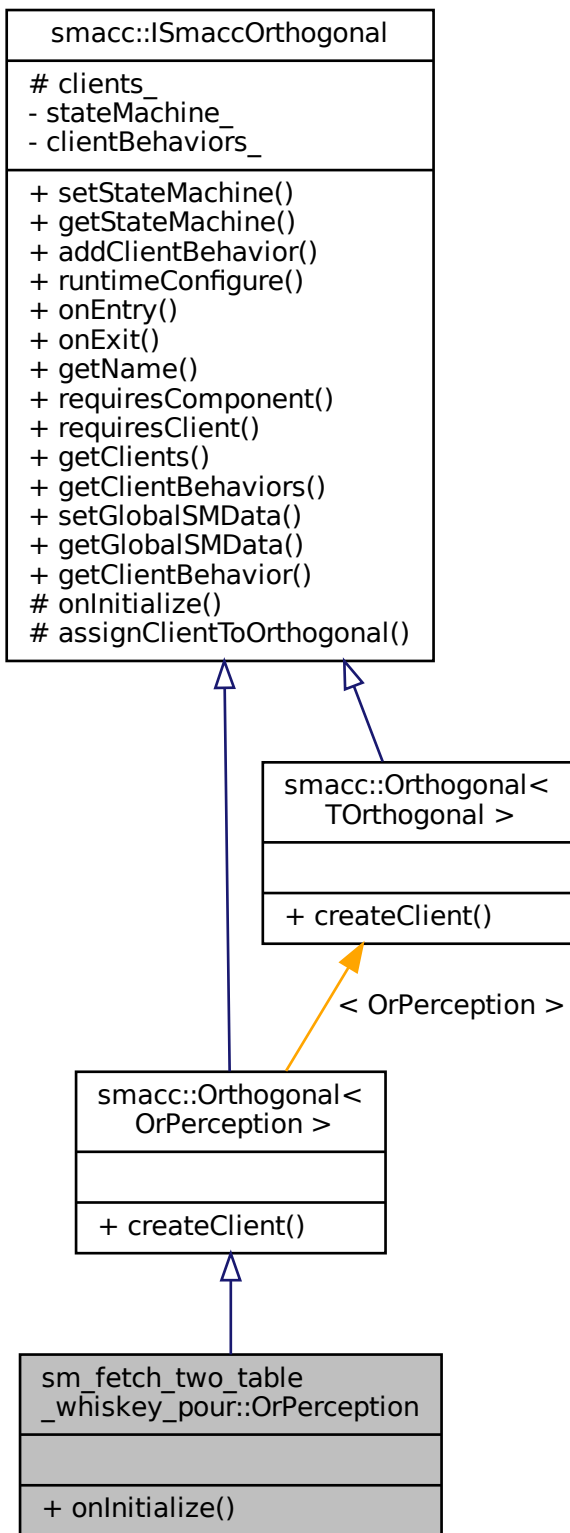 smacc::ISmaccOrthogonal
# clients_
- stateMachine_
- clientBehaviors_
+ setStateMachine()
+ getStateMachine()
+ addClientBehavior()
+ runtimeConfigure()
+ onEntry()
+ onExit()
+ getName()
+ requiresComponent()
+ requiresClient()
+ getClients()
+ getClientBehaviors()
+ setGlobalSMData()
+ getGlobalSMData()
+ getClientBehavior()
# onInitialize()
# assignClientToOrthogonal()
smacc::Orthogonal<
TOrthogonal >
+ createClient()
< OrPerception >
smacc::Orthogonal<
OrPerception >
+ createClient()
sm_fetch_two_table
_whiskey_pour::OrPerception
+ onInitialize()